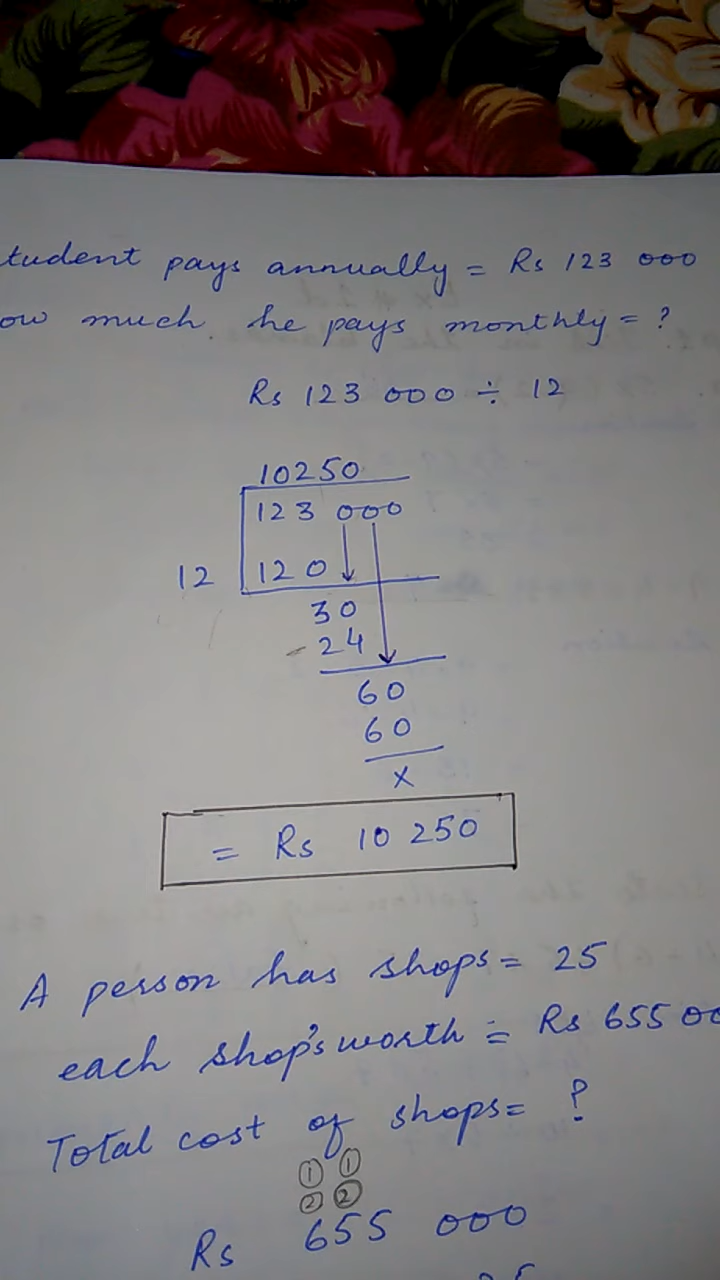 tudent pays annually = Rs 123 000
ow much he pays monthly = ?
Rs 123 000 ÷ 12
10250
123 000
12 120
30
- 24
60
60
x
= Rs 10 250
A person has shops = 25
each shop's worth = Rs 655 00
Total cost of shops = ?
1 1
2 2
Rs 655 000